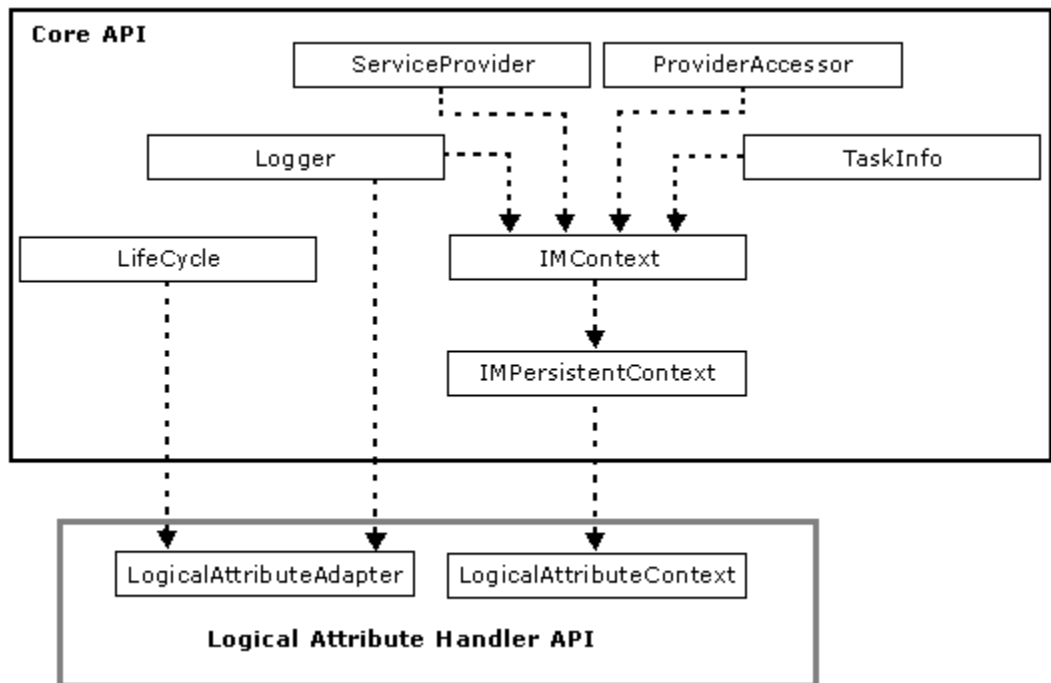 Core API
ServiceProvider
ProviderAccessor
Logger
TaskInfo
LifeCycle
IMContext
IMPersistentContext
LogicalAttributeAdapter
LogicalAttributeContext
Logical Attribute Handler API